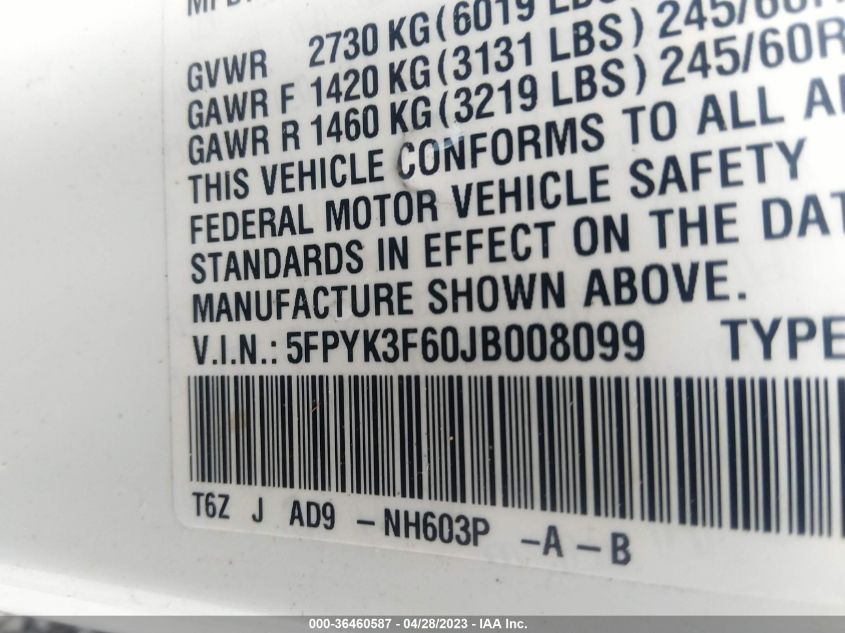 GVWR 2730 KG (6019 LBS
GAWR F 1420 KG (3131 LBS) 245/60R
GAWR R 1460 KG (3219 LBS) 245/60R
THIS VEHICLE CONFORMS TO ALL
FEDERAL MOTOR VEHICLE SAFETY
STANDARDS IN EFFECT ON THE DAT
MANUFACTURE SHOWN ABOVE.
V.I.N.: 5FPYK3F60JB008099 TYPE
T6Z J AD9 -NH603P -A -B
000-36460587 - 04/28/2023 - IAA Inc.